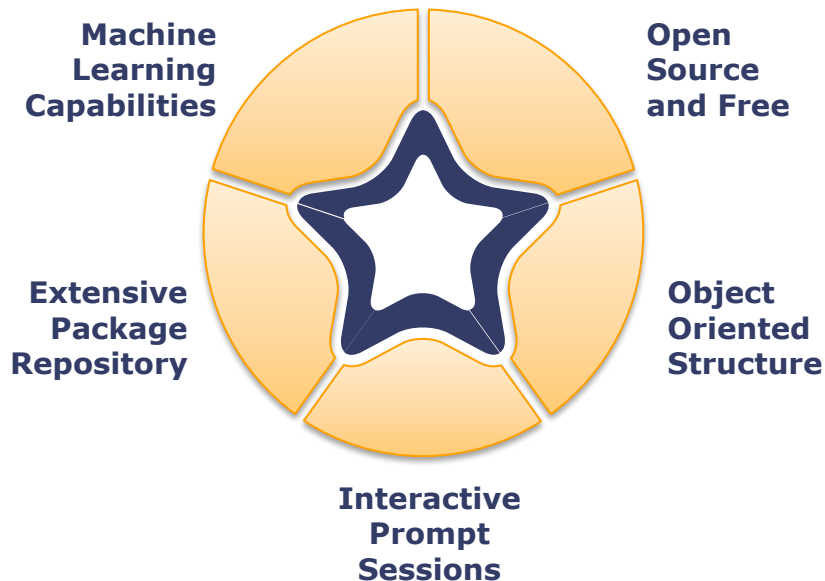 Machine
Learning
Capabilities
Open
Source
and Free
Extensive
Package
Repository
Object
Oriented
Structure
Interactive
Prompt
Sessions